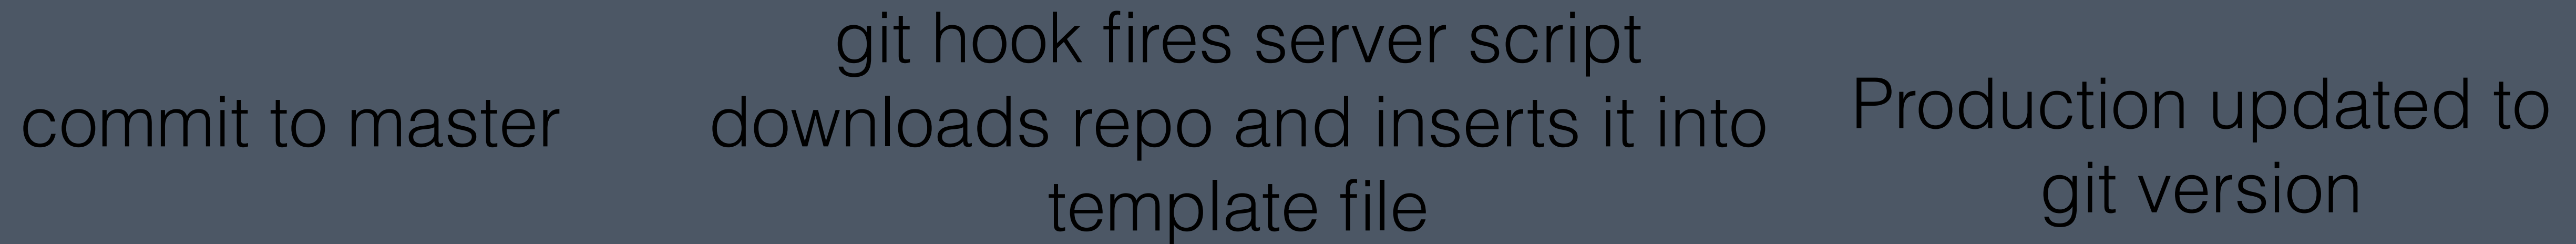 commit to master
git hook fires server script
downloads repo and inserts it into
template file
Production updated to
git version